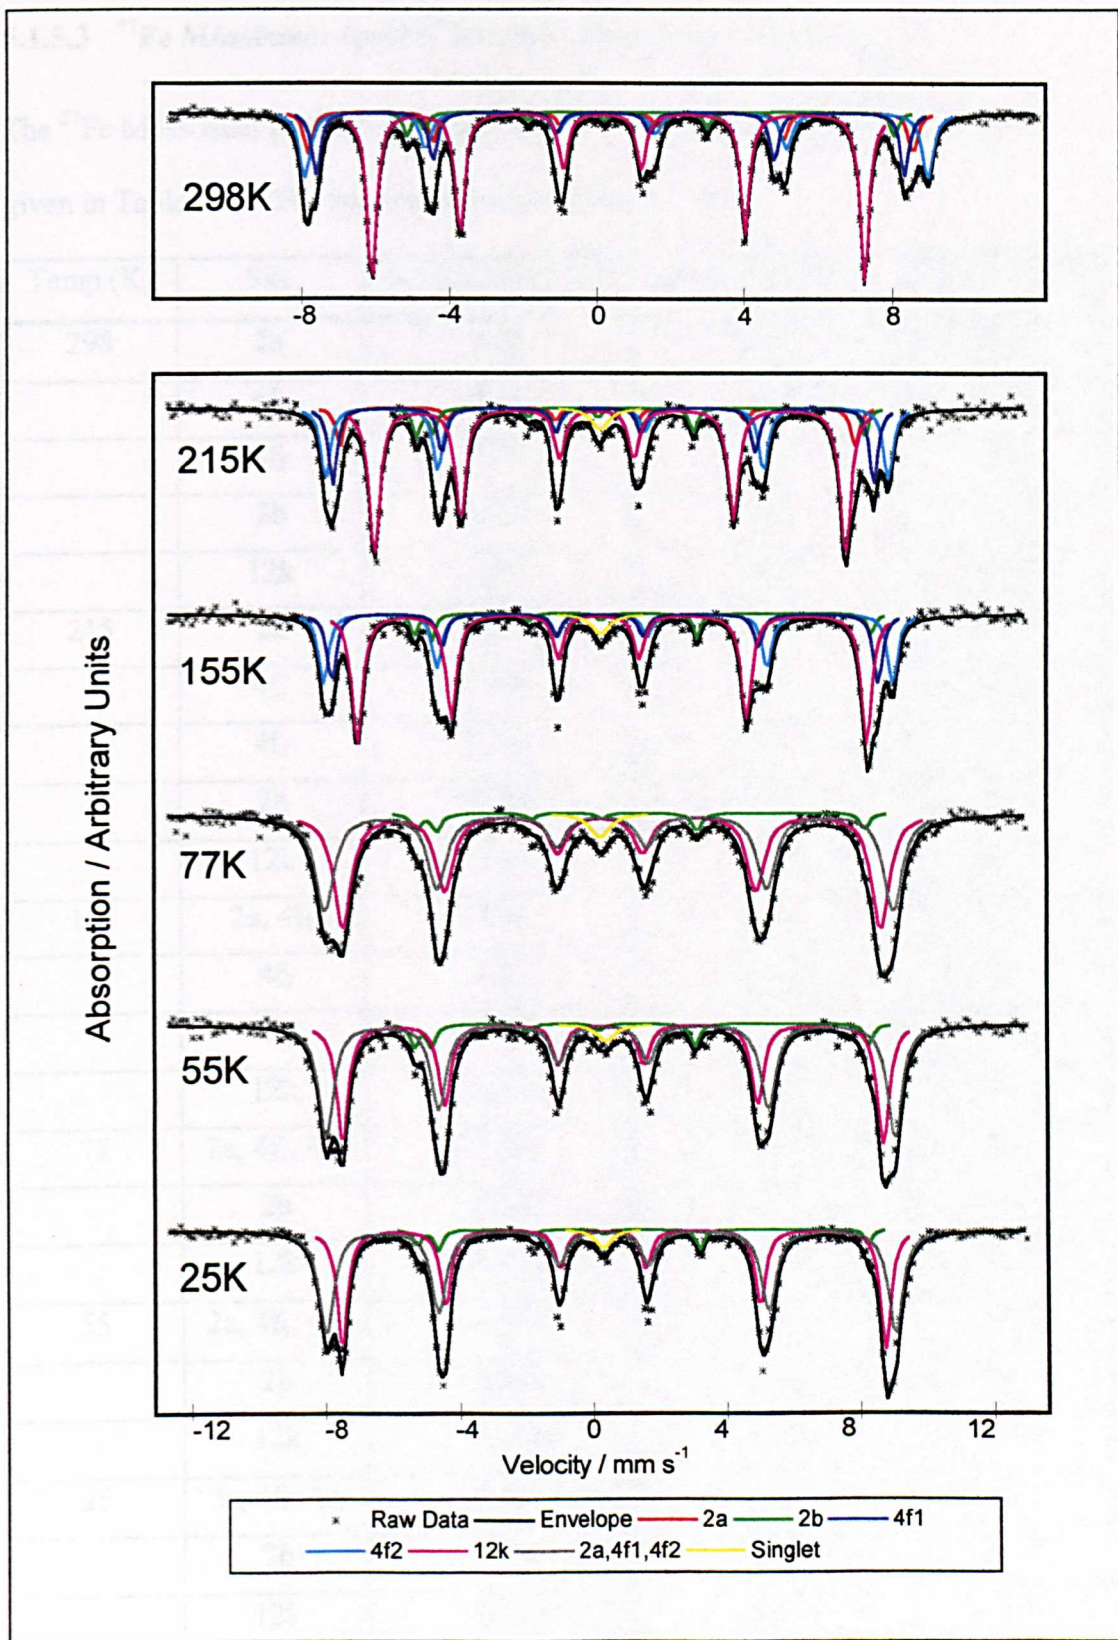 298K
-8 -4 0 4 8
215K
155K
77K
55K
25K
Absorption / Arbitrary Units
-12 -8 -4 0 4 8 12
Velocity / mm s⁻¹
Raw Data Envelope 2a 2b 4f1
4f2 12k 2a,4f1,4f2 Singlet